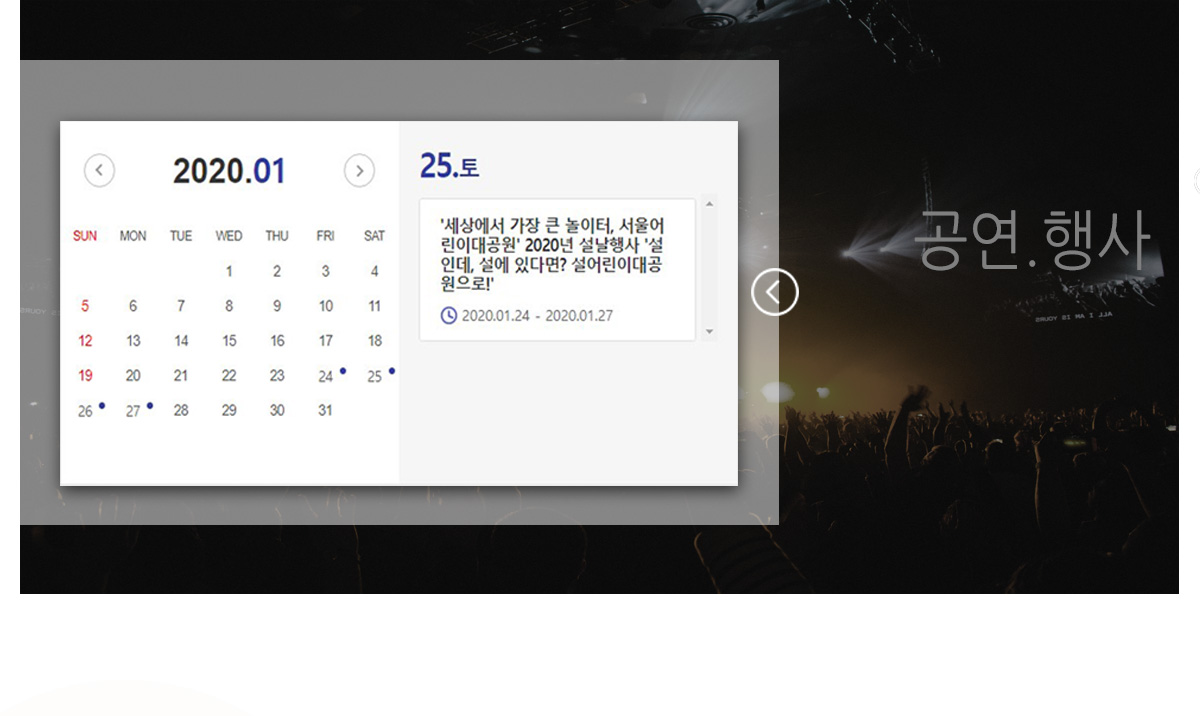 2020.01
SUN MON TUE WED THU FRI SAT
1 2 3 4
5 6 7 8 9 10 11
12 13 14 15 16 17 18
19 20 21 22 23 24 25
26 27 28 29 30 31
25.토
'세상에서 가장 큰 놀이터, 서울어
린이대공원' 2020년 설날행사 '설
인데, 설에 있다면? 설어린이대공
원으로!'
2020.01.24 - 2020.01.27
공연.행사
ALL I AM IS YOURS